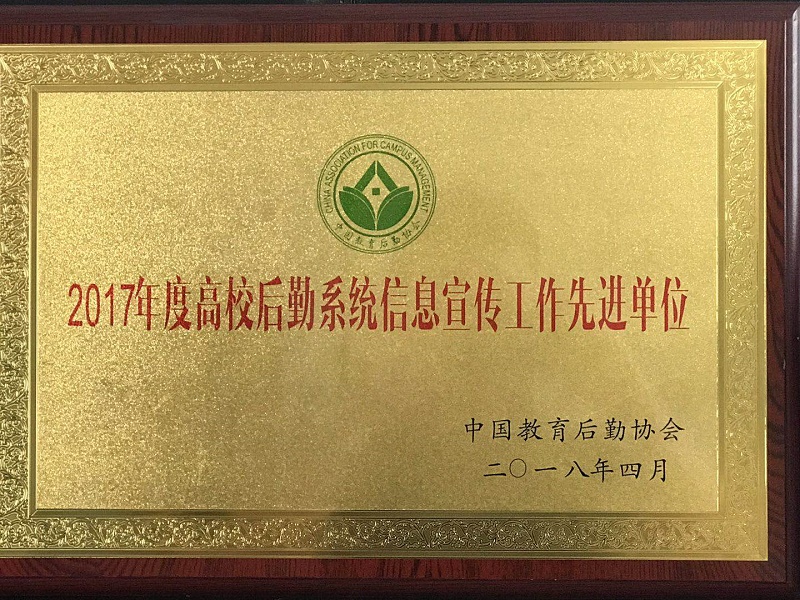 CHINA ASSOCIATION FOR CAMPUS MANAGEMENT
中国教育后勤协会
2017年度高校后勤系统信息宣传工作先进单位
中国教育后勤协会
二〇一八年四月